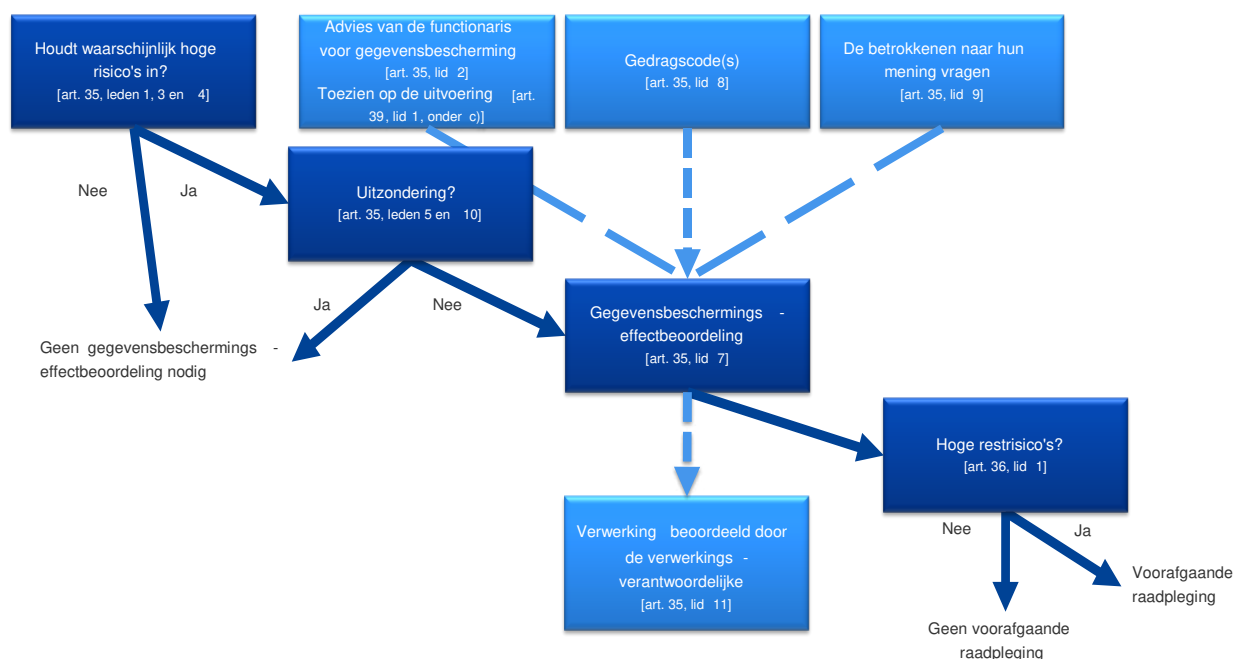 Houdt waarschijnlijk hoge
risico's in?
[art. 35, leden 1, 3 en 4]
Advies van de functionaris
voor gegevensbescherming
[art. 35, lid 2]
Toezien op de uitvoering [art.
39, lid 1, onder c)]
Gedragscode(s)
[art. 35, lid 8]
De betrokkenen naar hun
mening vragen
[art. 35, lid 9]
Nee
Ja
Uitzondering?
[art. 35, leden 5 en 10]
Ja
Nee
Geen gegevensbeschermings -
effectbeoordeling nodig
Gegevensbeschermings -
effectbeoordeling
[art. 35, lid 7]
Hoge restrisico's?
[art. 36, lid 1]
Verwerking beoordeeld door
de verwerkings -
verantwoordelijke
[art. 35, lid 11]
Nee
Ja
Voorafgaande
raadpleging
Geen voorafgaande
raadpleging